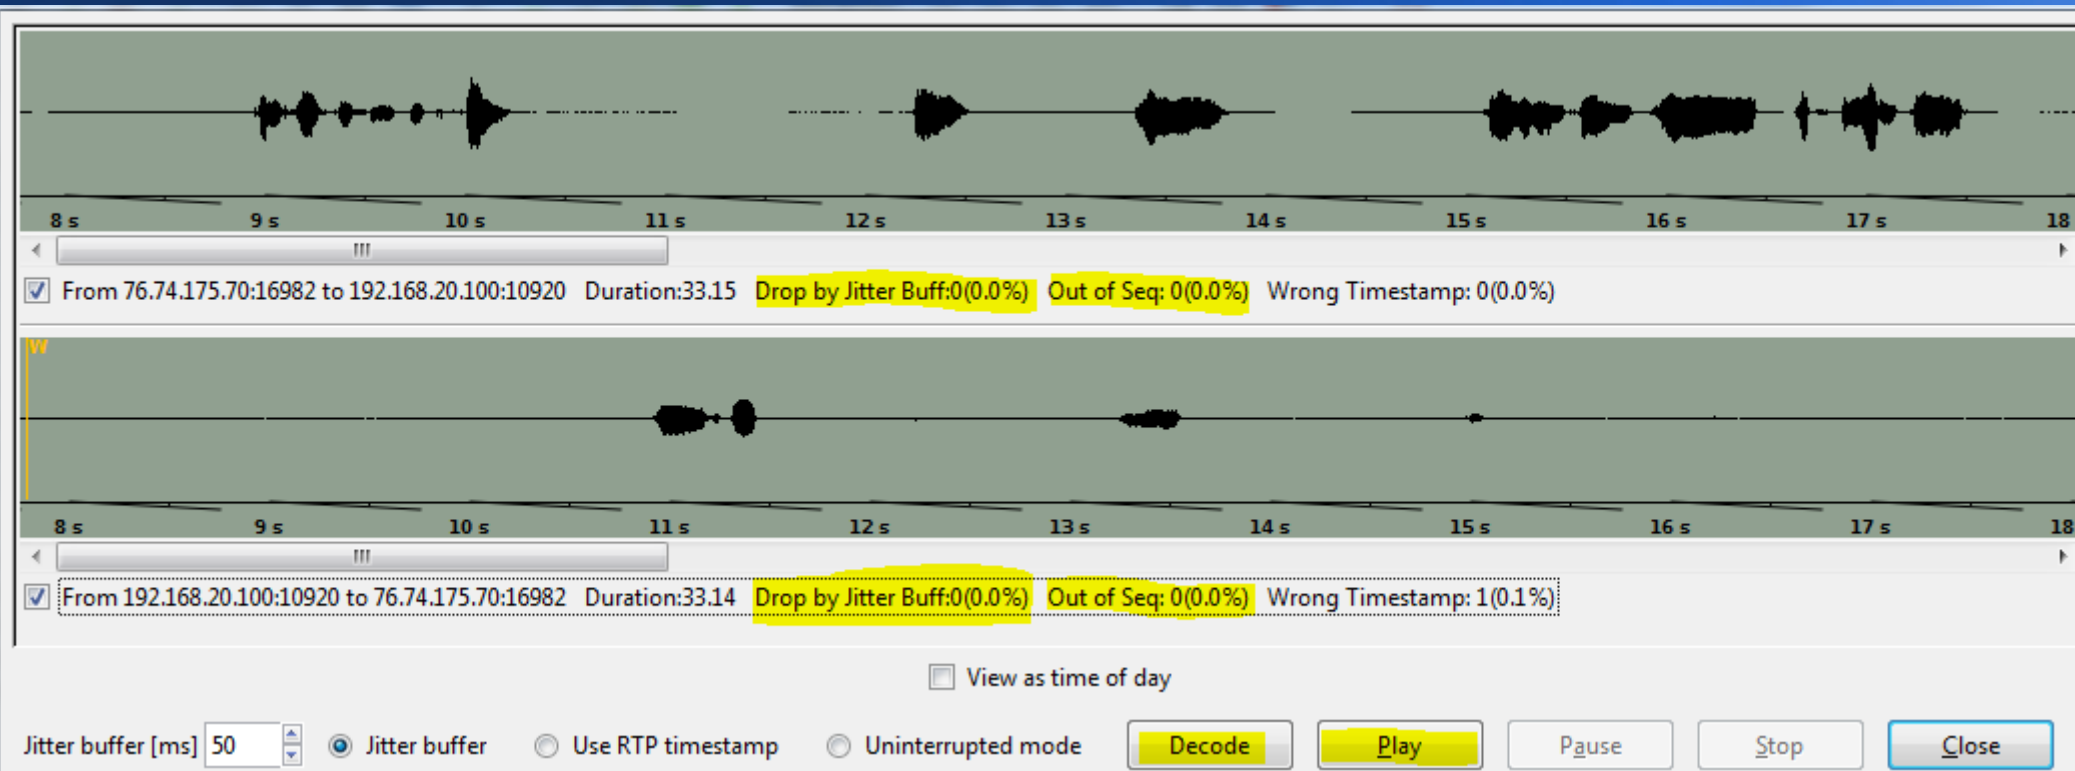 8 s 9 s 10 s 11 s 12 s 13 s 14 s 15 s 16 s 17 s 18
From 76.74.175.70:16982 to 192.168.20.100:10920 Duration:33.15 Drop by Jitter Buff:0(0.0%) Out of Seq: 0(0.0%) Wrong Timestamp: 0(0.0%)
W
8 s 9 s 10 s 11 s 12 s 13 s 14 s 15 s 16 s 17 s 18
From 192.168.20.100:10920 to 76.74.175.70:16982 Duration:33.14 Drop by Jitter Buff:0(0.0%) Out of Seq: 0(0.0%) Wrong Timestamp: 1(0.1%)
View as time of day
Jitter buffer [ms] 50 Jitter buffer Use RTP timestamp Uninterrupted mode Decode Play Pause Stop Close